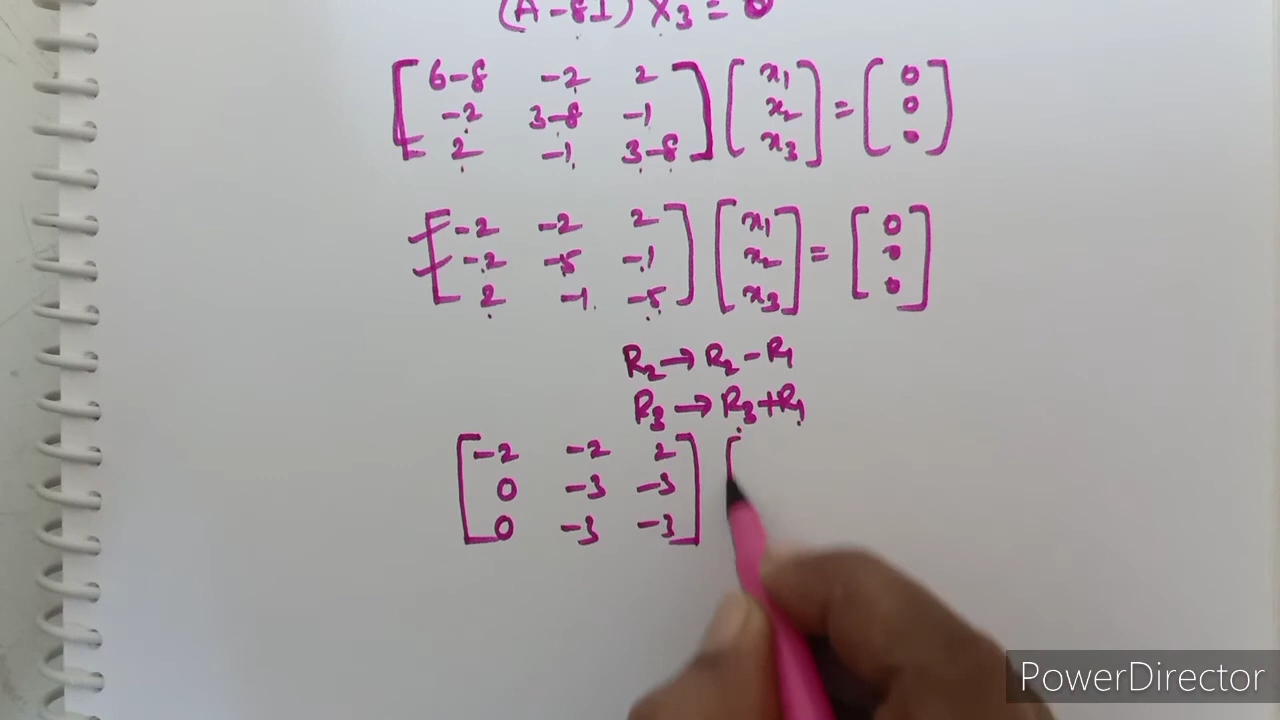 (A-8I) X3 = 0
[6-8 -2 2] [x1] = [0]
[-2 3-8 -1] [x2] [0]
[2 -1 3-8] [x3] [0]
[-2 -2 2] [x1] = [0]
[-2 -5 -1] [x2] [0]
[2 -1 -5] [x3] [0]
R2 → R2 - R1
R3 → R3 + R1
[-2 -2 2] [
[0 -3 -3]
[0 -3 -3]
PowerDirector